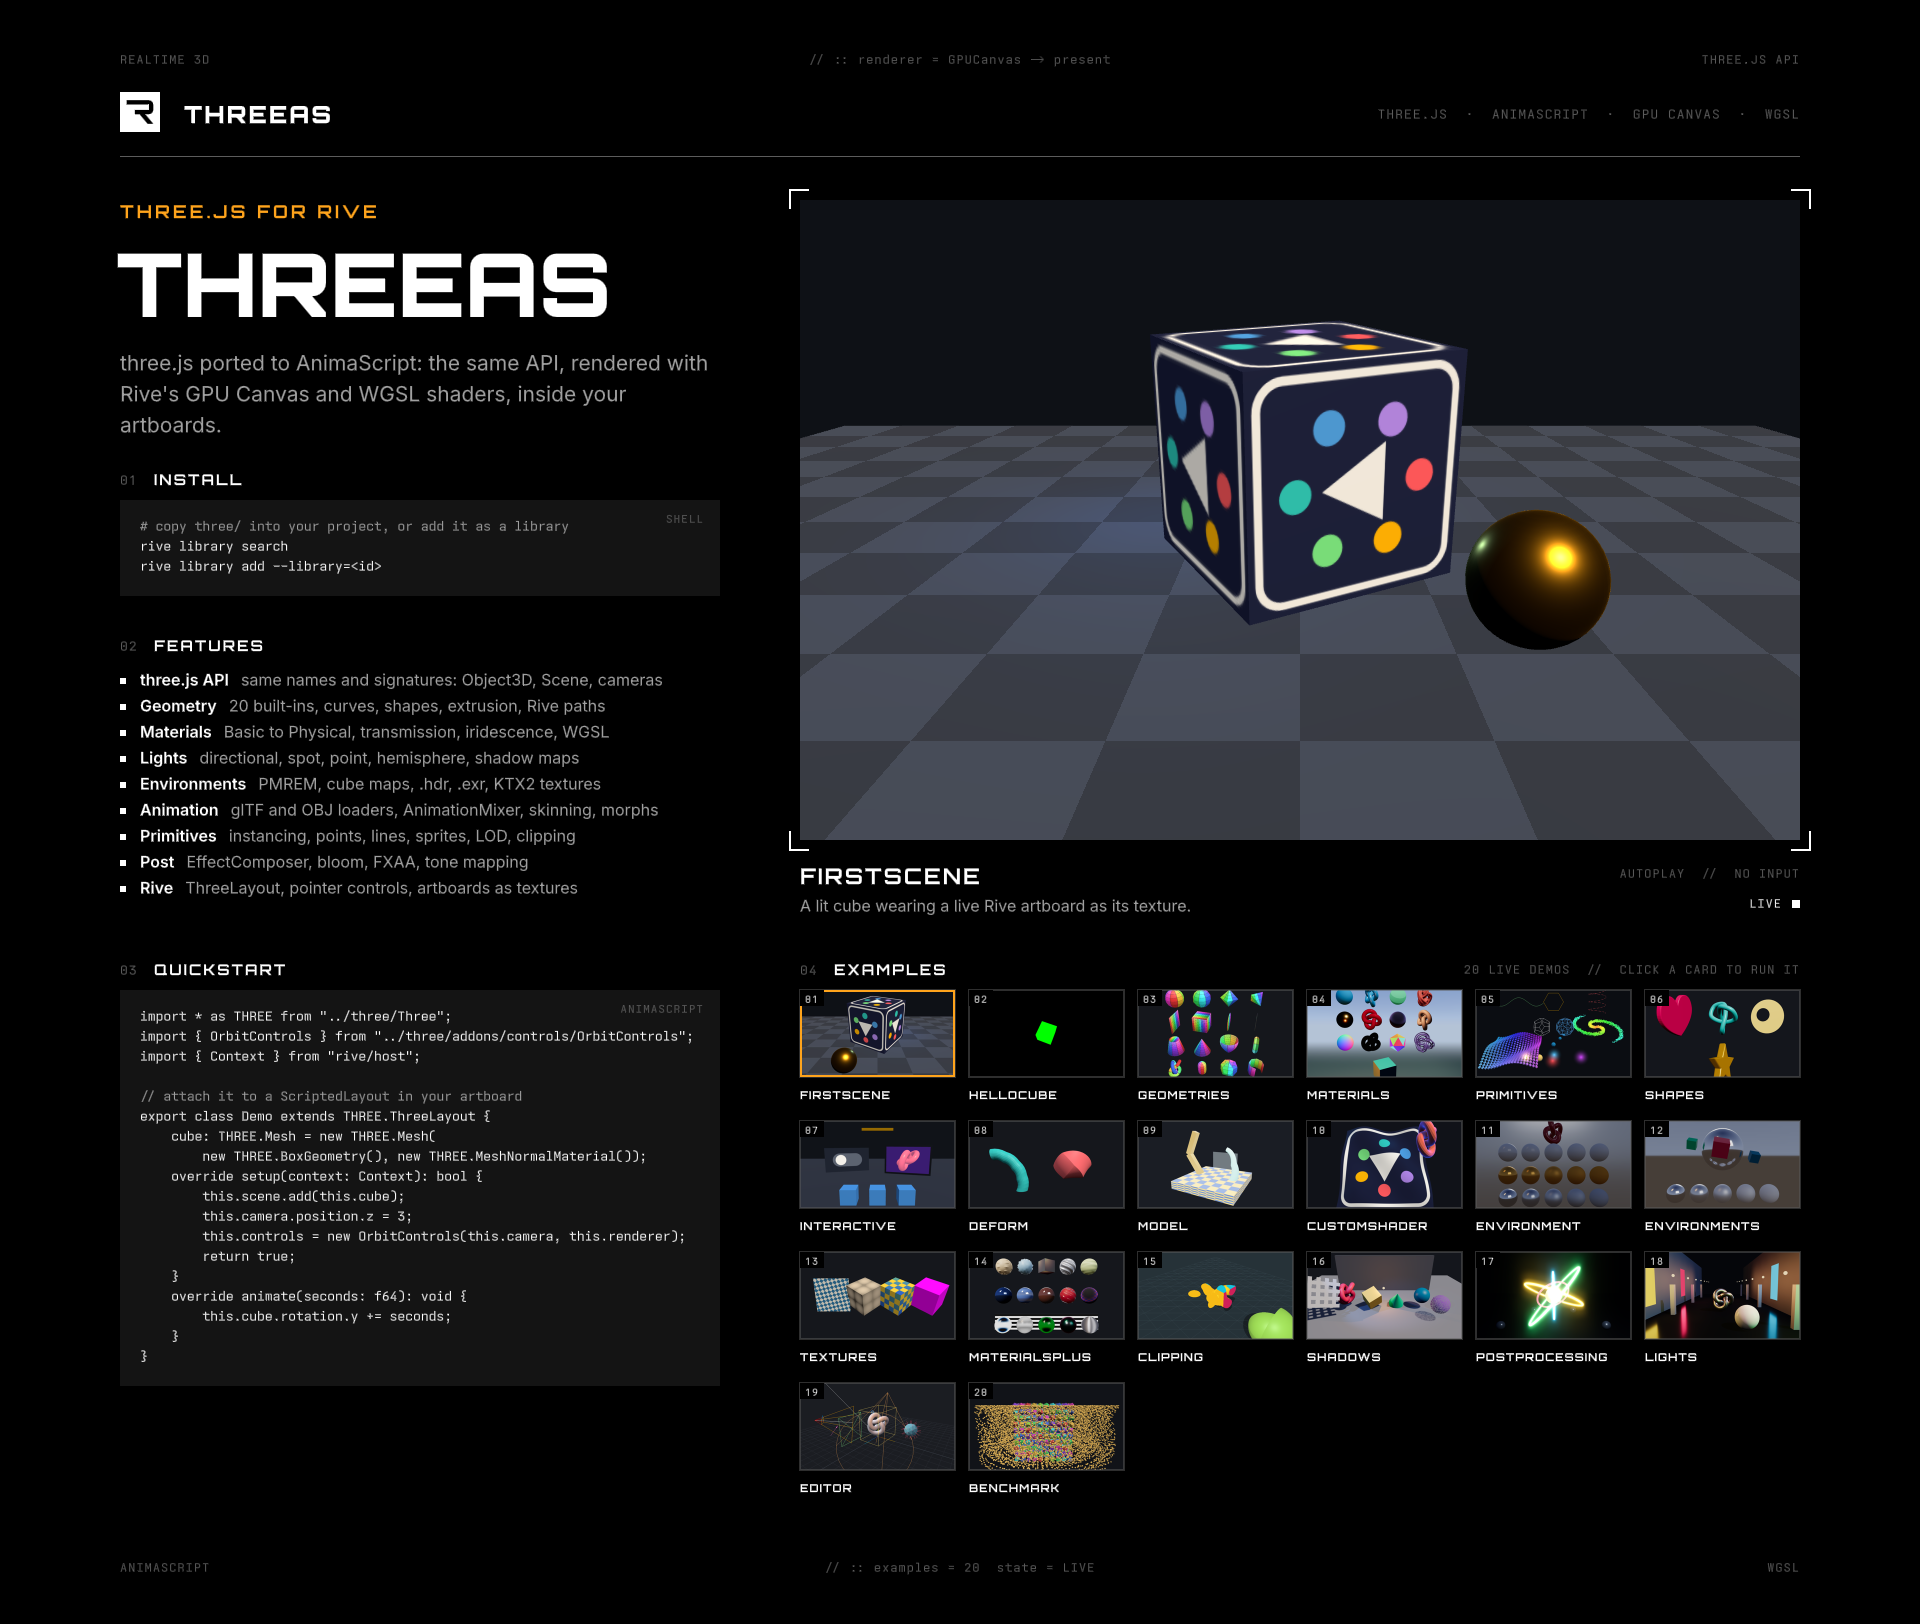 REALTIME 3D
// :: renderer = GPUCanvas —> present
THREE.JS API
THREEAS
THREE.JS · ANIMASCRIPT · GPU CANVAS · WGSL
THREE.JS FOR RIVE
THREEAS
three.js ported to AnimaScript: the same API, rendered with
Rive's GPU Canvas and WGSL shaders, inside your
artboards.
01 INSTALL
SHELL
# copy three/ into your project, or add it as a library
rive library search
rive library add --library=<id>
02 FEATURES
three.js API same names and signatures: Object3D, Scene, cameras
Geometry 20 built-ins, curves, shapes, extrusion, Rive paths
Materials Basic to Physical, transmission, iridescence, WGSL
Lights directional, spot, point, hemisphere, shadow maps
Environments PMREM, cube maps, .hdr, .exr, KTX2 textures
Animation glTF and OBJ loaders, AnimationMixer, skinning, morphs
Primitives instancing, points, lines, sprites, LOD, clipping
Post EffectComposer, bloom, FXAA, tone mapping
Rive ThreeLayout, pointer controls, artboards as textures
03 QUICKSTART
ANIMASCRIPT
import * as THREE from "../three/Three";
import { OrbitControls } from "../three/addons/controls/OrbitControls";
import { Context } from "rive/host";
// attach it to a ScriptedLayout in your artboard
export class Demo extends THREE.ThreeLayout {
cube: THREE.Mesh = new THREE.Mesh(
new THREE.BoxGeometry(), new THREE.MeshNormalMaterial());
override setup(context: Context): bool {
this.scene.add(this.cube);
this.camera.position.z = 3;
this.controls = new OrbitControls(this.camera, this.renderer);
return true;
}
override animate(seconds: f64): void {
this.cube.rotation.y += seconds;
}
}
FIRSTSCENE
AUTOPLAY // NO INPUT
A lit cube wearing a live Rive artboard as its texture.
LIVE
04 EXAMPLES
20 LIVE DEMOS // CLICK A CARD TO RUN IT
01 02 03 04 05 06
FIRSTSCENE HELLOCUBE GEOMETRIES MATERIALS PRIMITIVES SHAPES
07 08 09 10 11 12
INTERACTIVE DEFORM MODEL CUSTOMSHADER ENVIRONMENT ENVIRONMENTS
13 14 15 16 17 18
TEXTURES MATERIALSPLUS CLIPPING SHADOWS POSTPROCESSING LIGHTS
19 20
EDITOR BENCHMARK
ANIMASCRIPT
// :: examples = 20 state = LIVE
WGSL